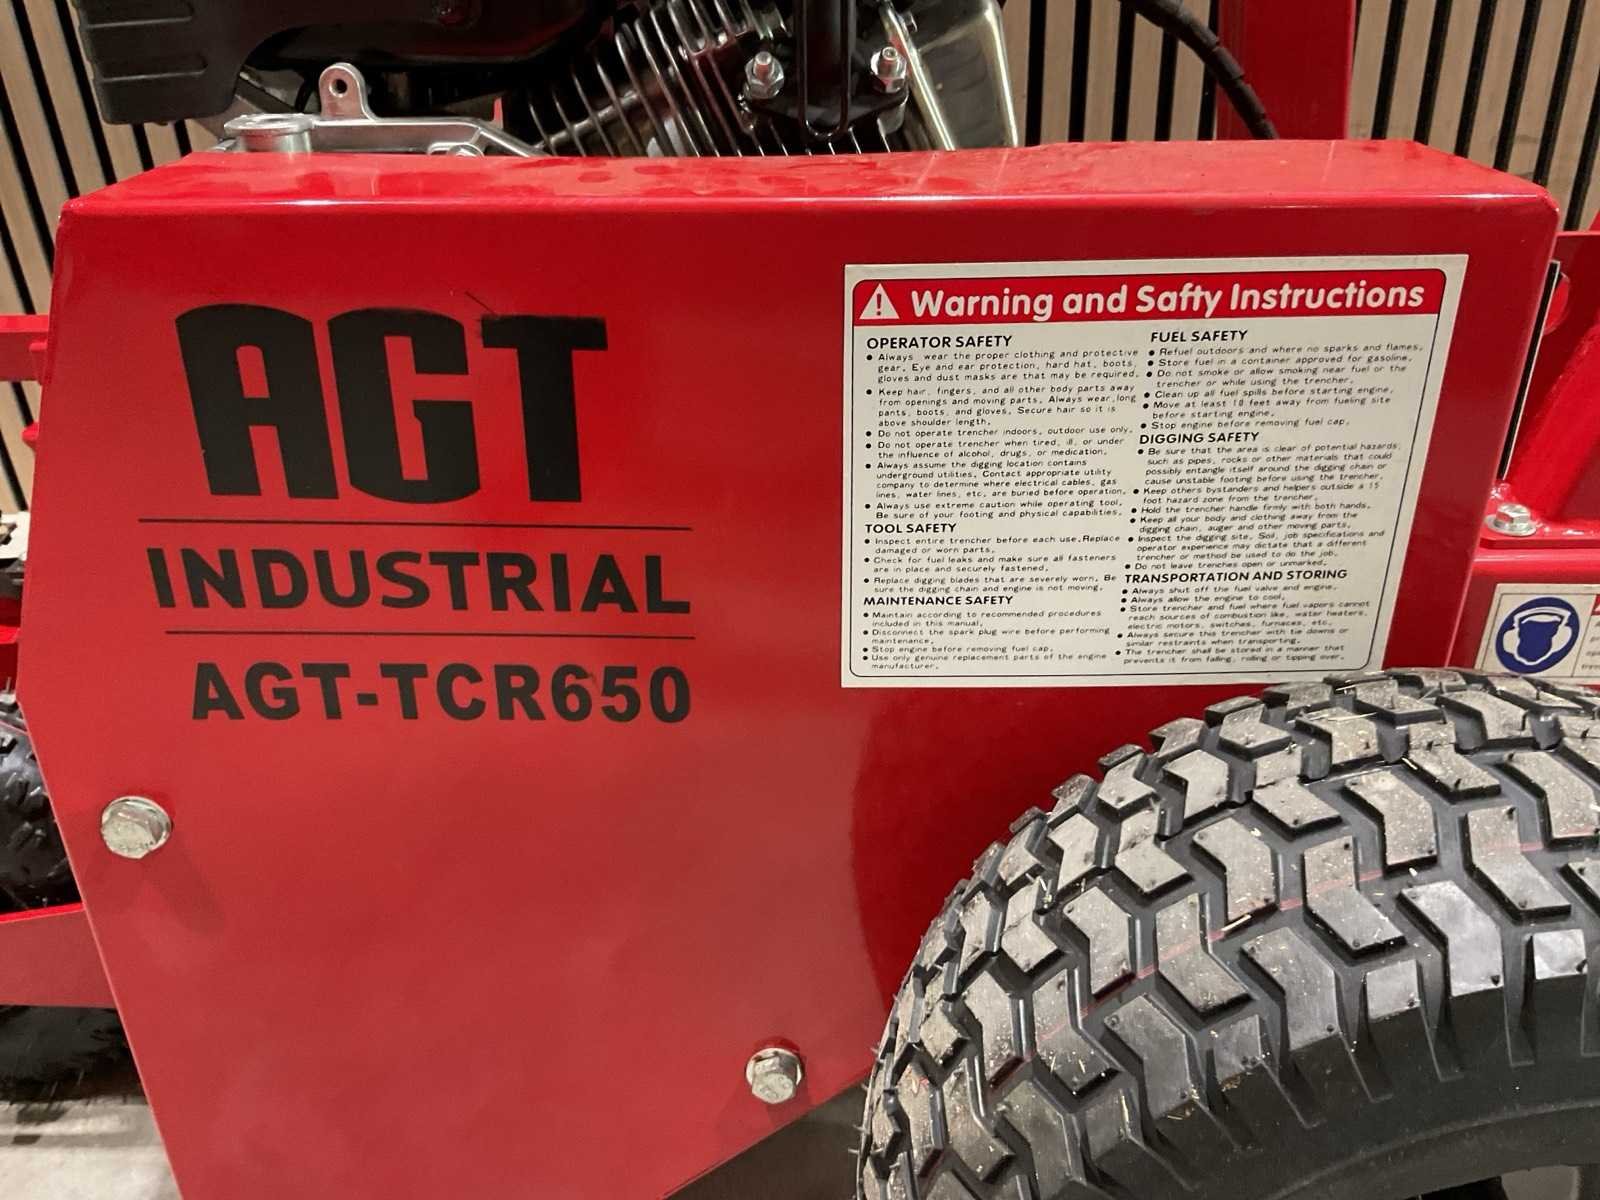 AGT
INDUSTRIAL
AGT-TCR650
Warning and Safty Instructions
OPERATOR SAFETY
● Always wear the proper clothing and protective
gear. Eye and ear protection, hard hat, boots,
gloves and dust masks are that may be required.
● Keep hair, fingers, and all other body parts away
from openings and moving parts. Always wear long
pants, boots, and gloves. Secure hair so it is
above shoulder length.
● Do not operate trencher indoors, outdoor use only.
● Do not operate trencher when tired, ill, or under
the influence of alcohol, drugs, or medication.
● Always assume the digging location contains
underground utilities. Contact appropriate utility
company to determine where electrical cables, gas
lines, water lines, etc, are buried before operation.
● Always use extreme caution while operating tool.
Be sure of your footing and physical capabilities.
TOOL SAFETY
● Inspect entire trencher before each use. Replace
damaged or worn parts.
● Check for fuel leaks and make sure all fasteners
are in place and securely fastened.
● Replace digging blades that are severely worn. Be
sure the digging chain and engine is not moving.
MAINTENANCE SAFETY
● Maintain according to recommended procedures
included in this manual.
● Disconnect the spark plug wire before performing
maintenance.
● Stop engine before removing fuel cap.
● Use only genuine replacement parts of the engine
manufacturer.
FUEL SAFETY
● Refuel outdoors and where no sparks and flames.
● Store fuel in a container approved for gasoline.
● Do not smoke or allow smoking near fuel or the
trencher or while using the trencher.
● Clean up all fuel spills before starting engine.
● Move at least 10 feet away from fueling site
before starting engine.
● Stop engine before removing fuel cap.
DIGGING SAFETY
● Be sure that the area is clear of potential hazards,
such as pipes, rocks or other materials that could
possibly entangle itself around the digging chain or
cause unstable footing before using the trencher.
● Keep others bystanders and helpers outside a 15
foot hazard zone from the trencher.
● Hold the trencher handle firmly with both hands.
● Keep all your body and clothing away from the
digging chain, auger and other moving parts.
● Inspect the digging site. Soil, job specifications and
operator experience may dictate that a different
trencher or method be used to do the job.
● Do not leave trenches open or unmarked.
TRANSPORTATION AND STORING
● Always shut off the fuel valve and engine.
● Always allow the engine to cool.
● Store trencher and fuel where fuel vapors cannot
reach sources of combustion like, water heaters,
electric motors, switches, furnaces, etc.
● Always secure this trencher with tie downs or
similar restraints when transporting.
● The trencher shall be stored in a manner that
prevents it from falling, rolling or tipping over.